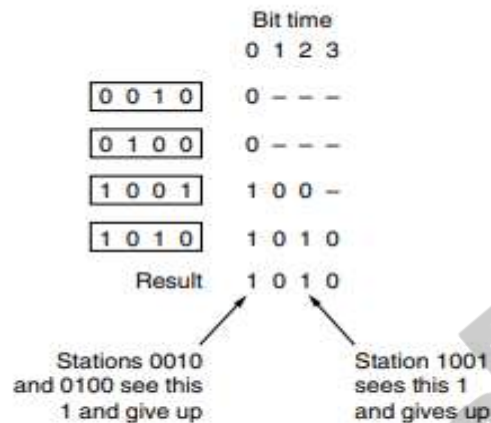 Bit time
0 1 2 3
0 0 1 0 0 – – –
0 1 0 0 0 – – –
1 0 0 1 1 0 0 –
1 0 1 0 1 0 1 0
Result 1 0 1 0
Stations 0010
and 0100 see this
1 and give up
Station 1001
sees this 1
and gives up